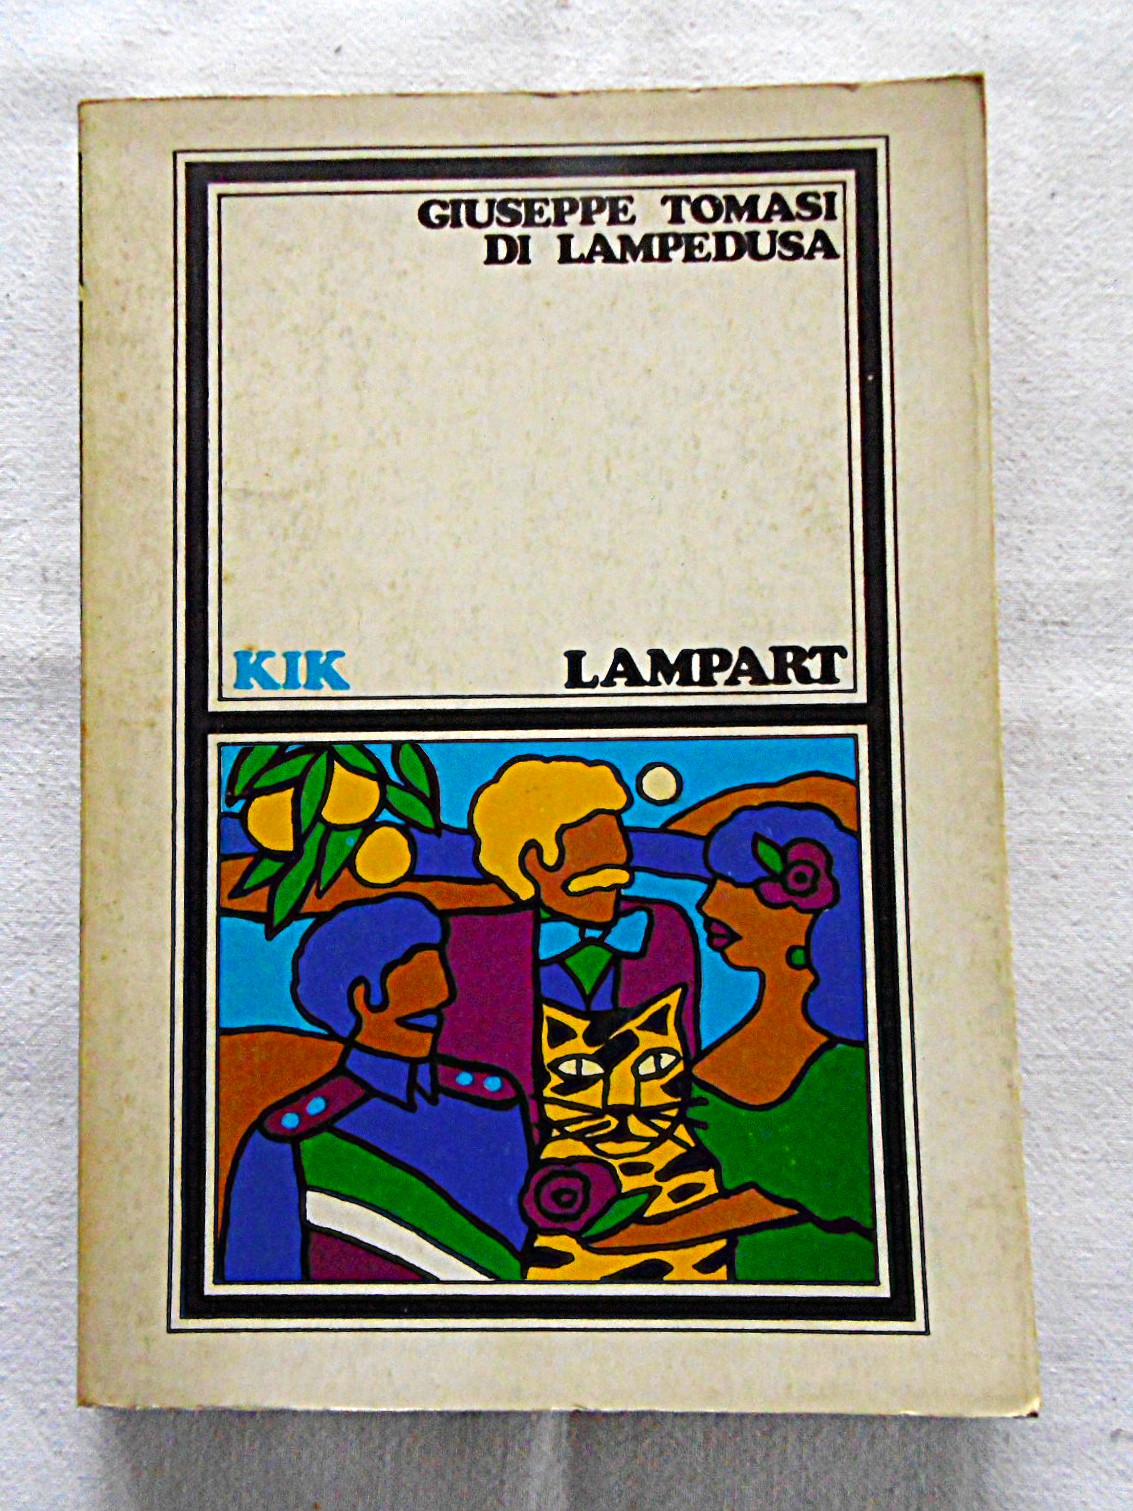 GIUSEPPE TOMASI
DI LAMPEDUSA
KIK
LAMPART